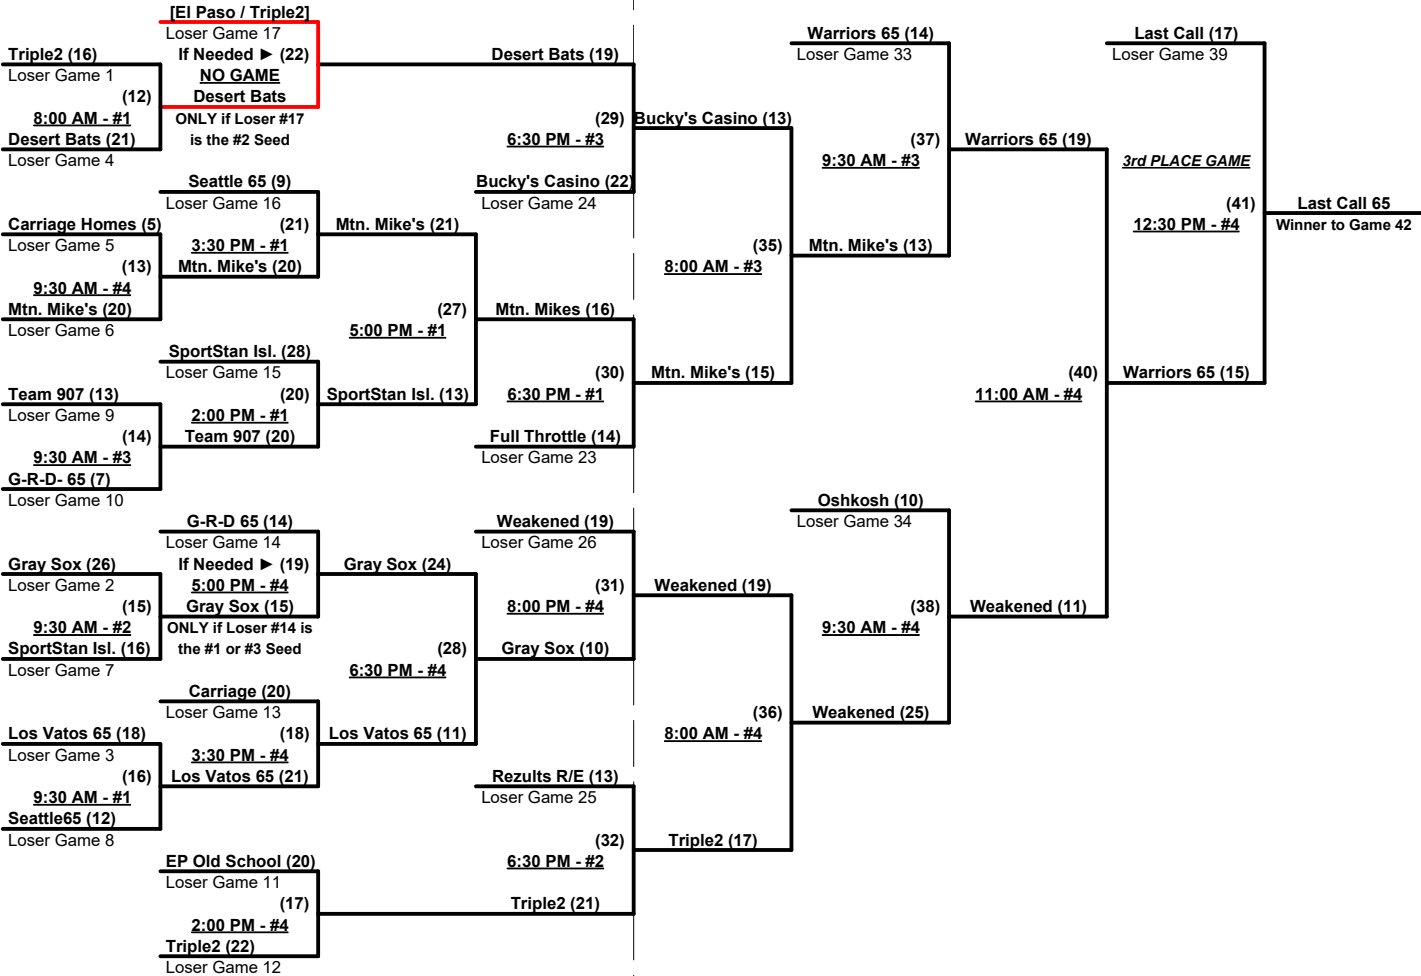 [El Paso / Triple2]
Loser Game 17
If Needed ► (22)
NO GAME
Desert Bats
ONLY if Loser #17
is the #2 Seed
Triple2 (16)
Loser Game 1
(12)
8:00 AM - #1
Desert Bats (21)
Loser Game 4
Seattle 65 (9)
Loser Game 16
(21)
3:30 PM - #1
Mtn. Mike's (20)
Carriage Homes (5)
Loser Game 5
(13)
9:30 AM - #4
Mtn. Mike's (20)
Loser Game 6
SportStan Isl. (28)
Loser Game 15
(20)
2:00 PM - #1
Team 907 (20)
Team 907 (13)
Loser Game 9
(14)
9:30 AM - #3
G-R-D- 65 (7)
Loser Game 10
G-R-D 65 (14)
Loser Game 14
If Needed ► (19)
5:00 PM - #4
Gray Sox (15)
ONLY if Loser #14 is
the #1 or #3 Seed
Gray Sox (26)
Loser Game 2
(15)
9:30 AM - #2
SportStan Isl. (16)
Loser Game 7
Carriage (20)
Loser Game 13
(18)
3:30 PM - #4
Los Vatos 65 (21)
Los Vatos 65 (18)
Loser Game 3
(16)
9:30 AM - #1
Seattle65 (12)
Loser Game 8
EP Old School (20)
Loser Game 11
(17)
2:00 PM - #4
Triple2 (22)
Loser Game 12
Mtn. Mike's (21)
(27)
5:00 PM - #1
SportStan Isl. (13)
Gray Sox (24)
(28)
6:30 PM - #4
Los Vatos 65 (11)
Desert Bats (19)
(29)
6:30 PM - #3
Bucky's Casino (22)
Loser Game 24
Mtn. Mikes (16)
(30)
6:30 PM - #1
Full Throttle (14)
Loser Game 23
Weakened (19)
Loser Game 26
(31)
8:00 PM - #4
Gray Sox (10)
Rezults R/E (13)
Loser Game 25
(32)
6:30 PM - #2
Triple2 (21)
Bucky's Casino (13)
(35)
8:00 AM - #3
Mtn. Mike's (15)
Weakened (19)
(36)
8:00 AM - #4
Triple2 (17)
Warriors 65 (14)
Loser Game 33
(37)
9:30 AM - #3
Mtn. Mike's (13)
Oshkosh (10)
Loser Game 34
(38)
9:30 AM - #4
Weakened (25)
Warriors 65 (19)
(40)
11:00 AM - #4
Weakened (11)
Last Call (17)
Loser Game 39
3rd PLACE GAME
(41)
12:30 PM - #4
Warriors 65 (15)
Last Call 65
Winner to Game 42